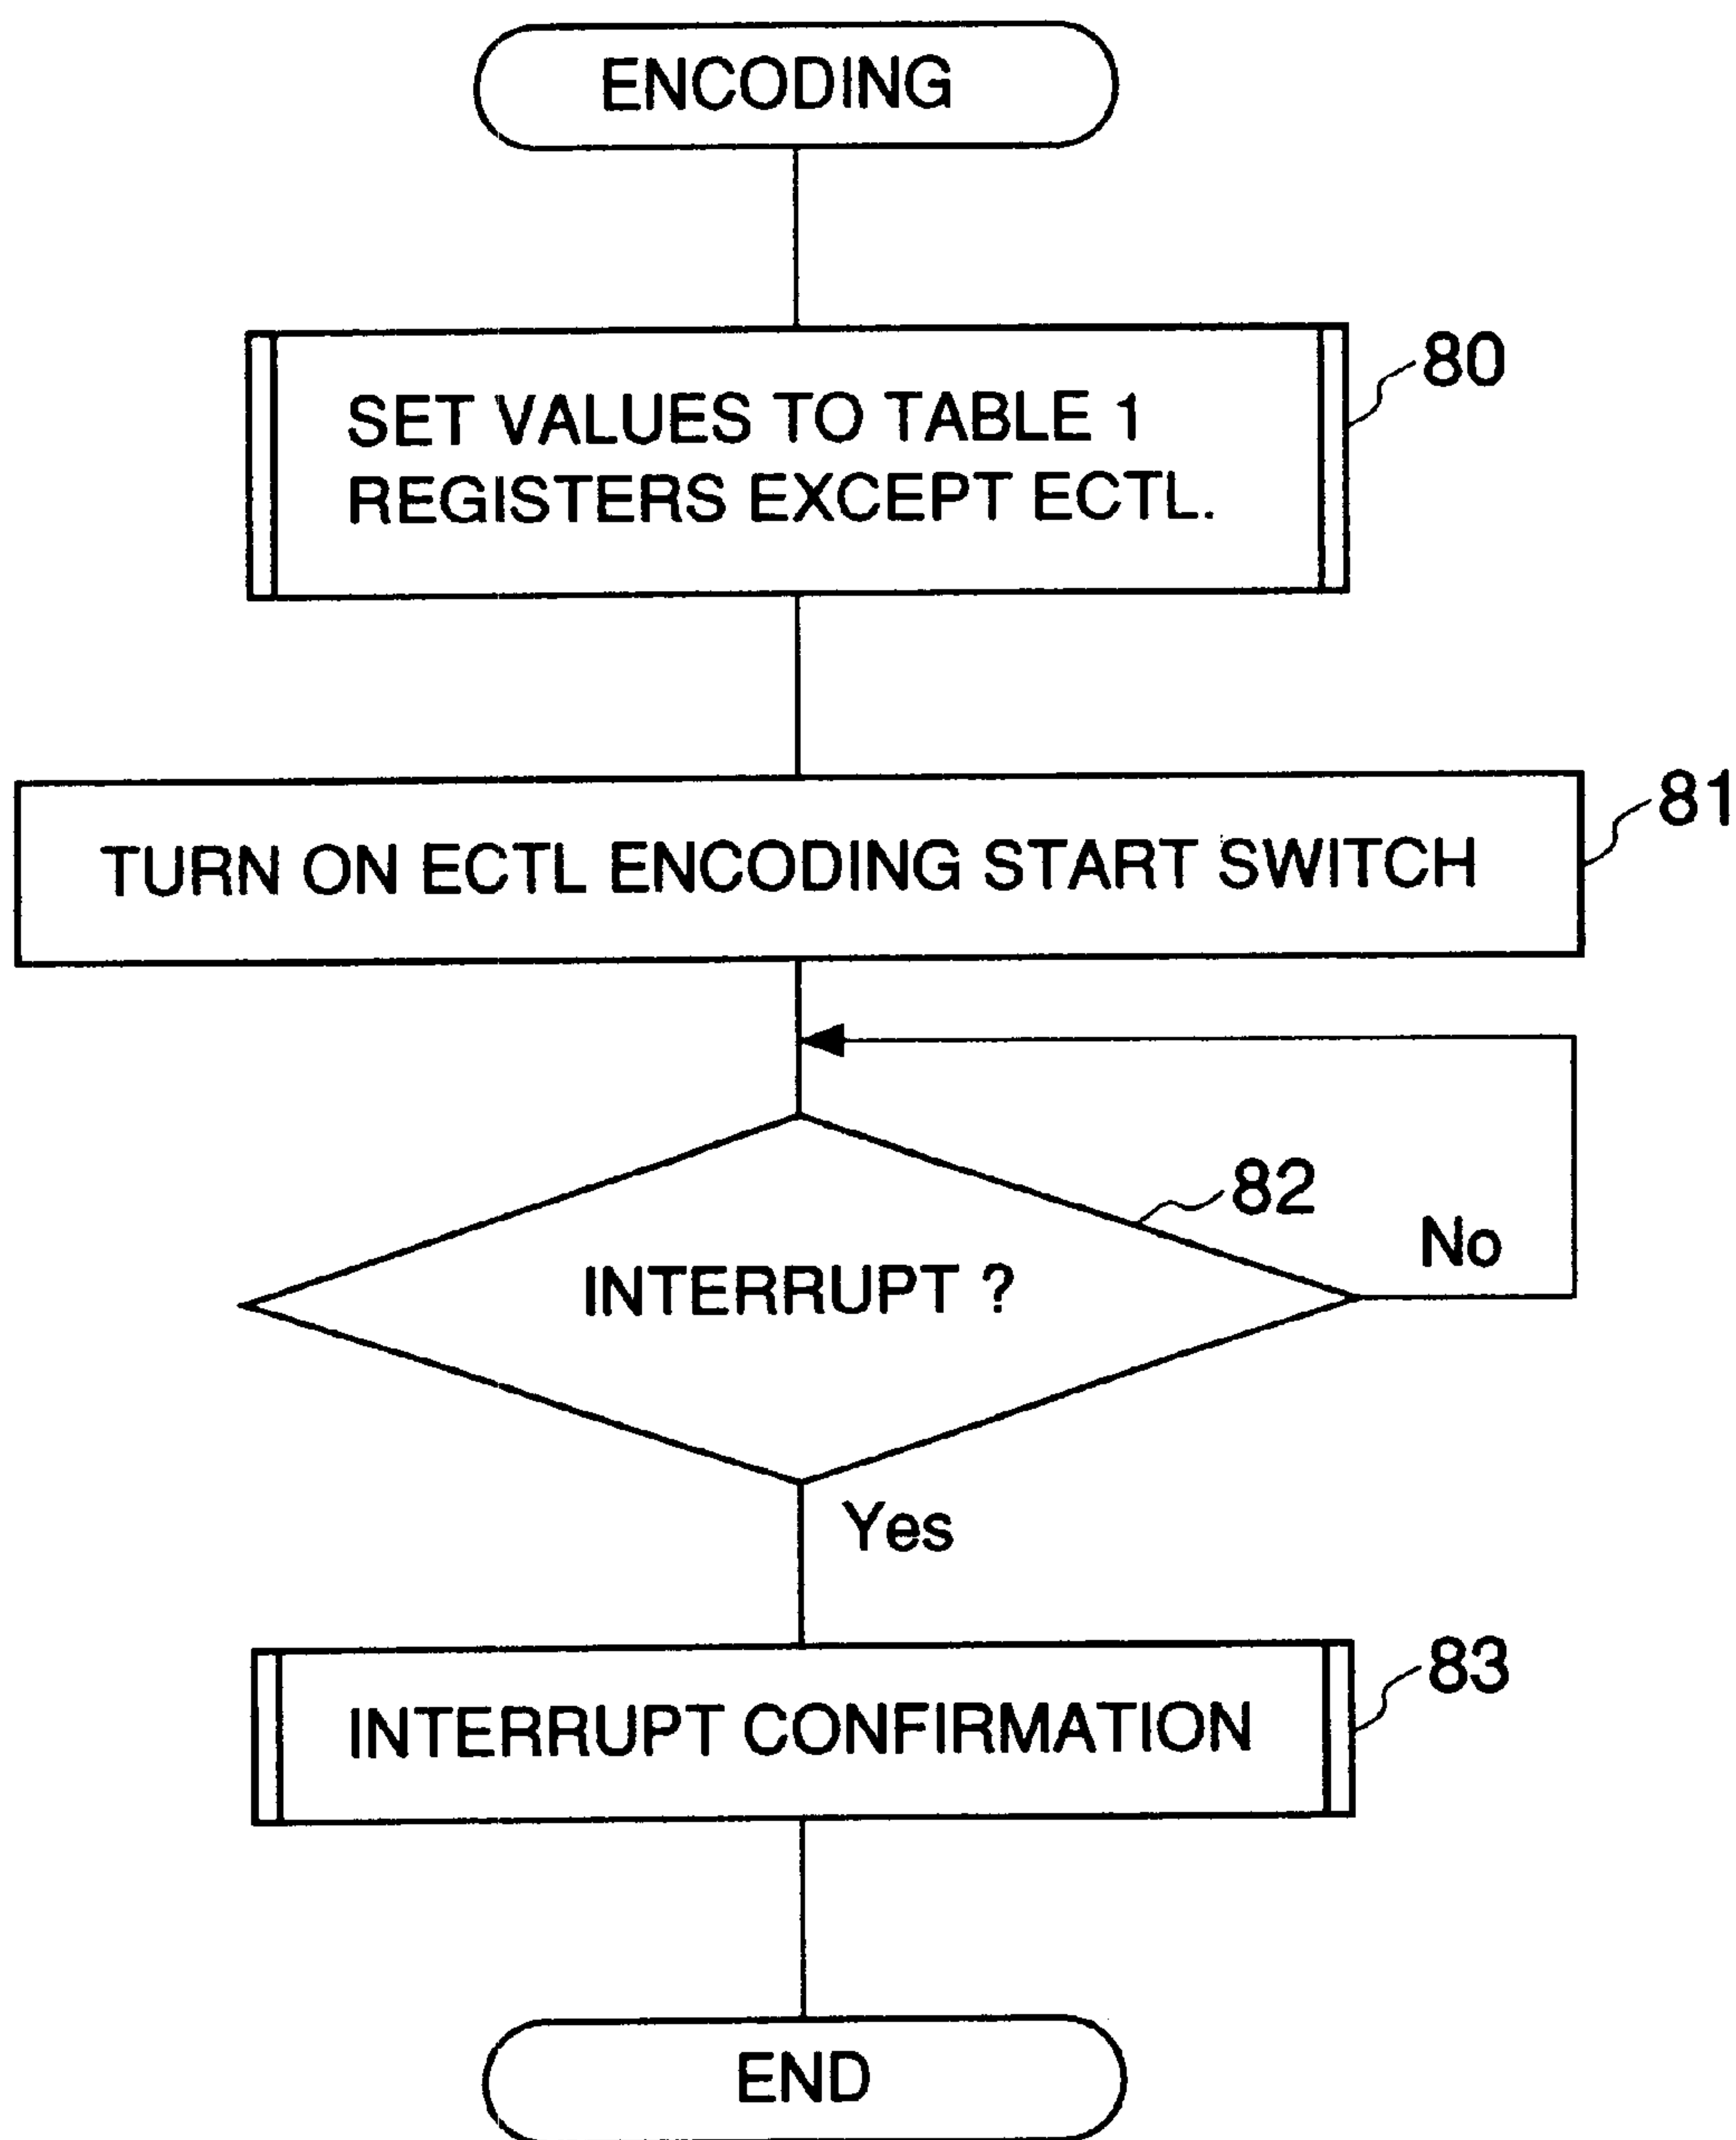 ENCODING
80
SET VALUES TO TABLE 1
REGISTERS EXCEPT ECTL.
81
TURN ON ECTL ENCODING START SWITCH
82
No
INTERRUPT ?
Yes
83
INTERRUPT CONFIRMATION
END